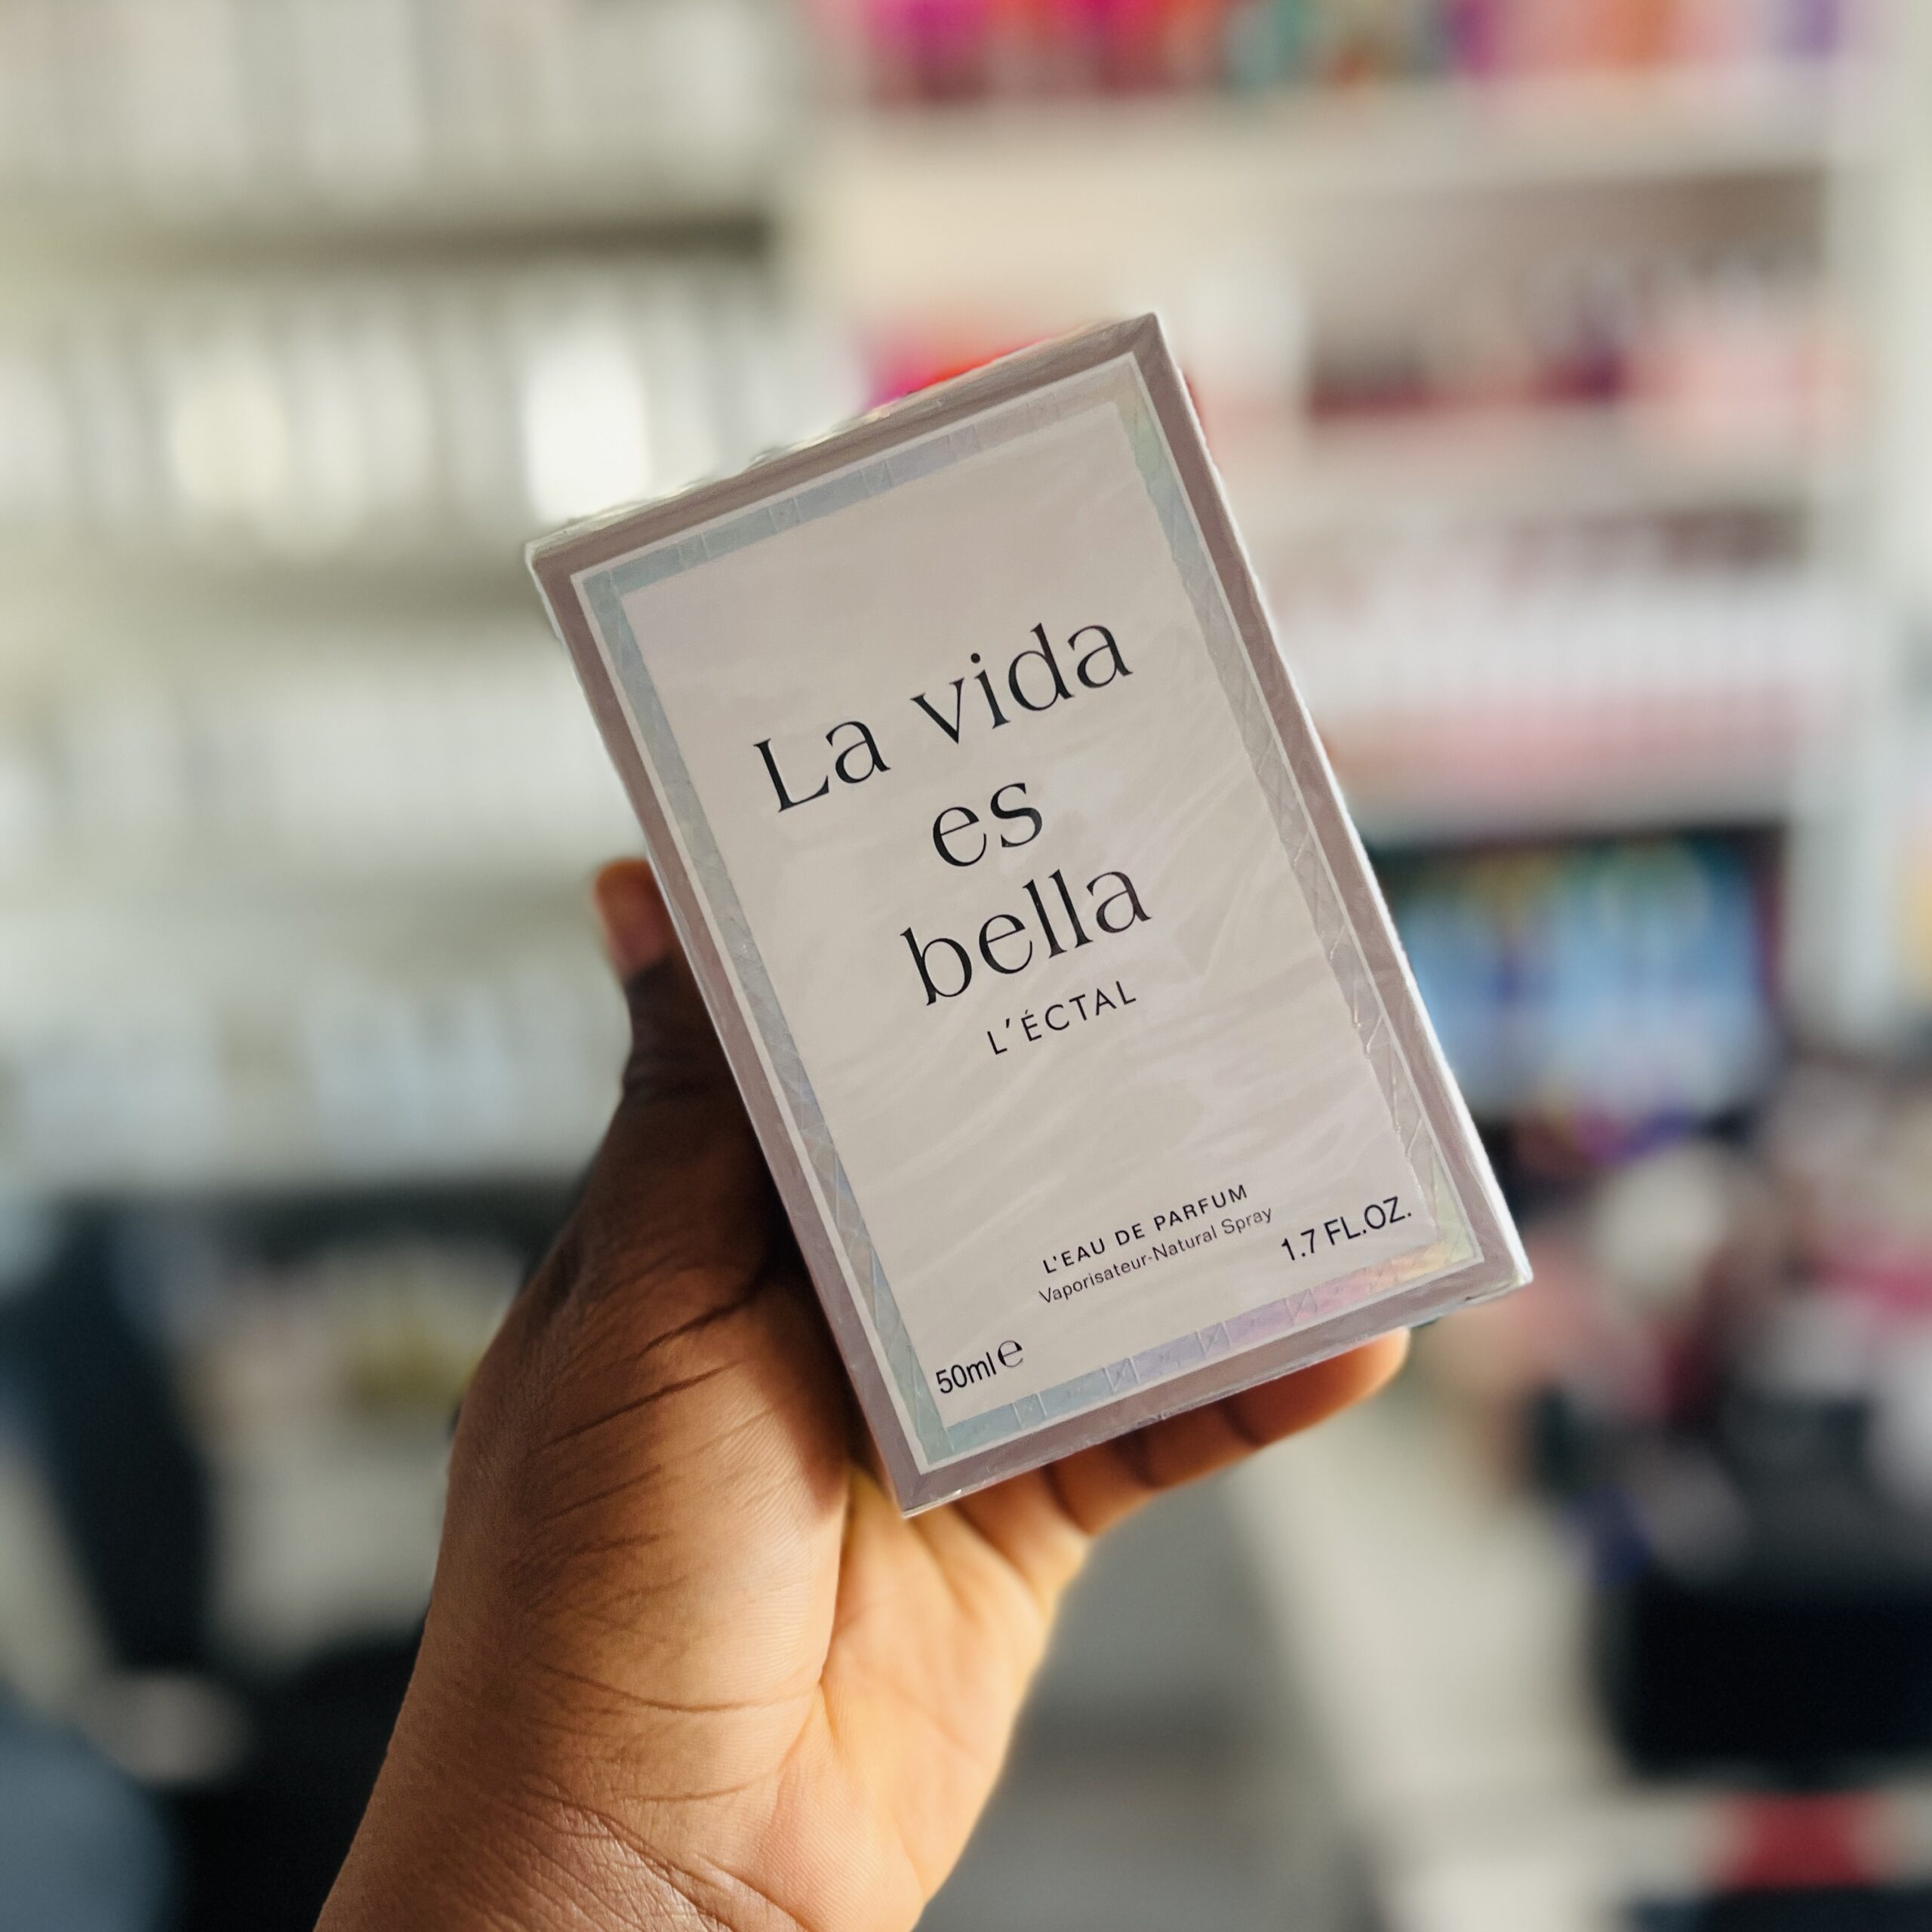 La vida
es
bella
L'ÉCTAL
L'EAU DE PARFUM
Vaporisateur-Natural Spray
50ml℮
1.7 FL.OZ.